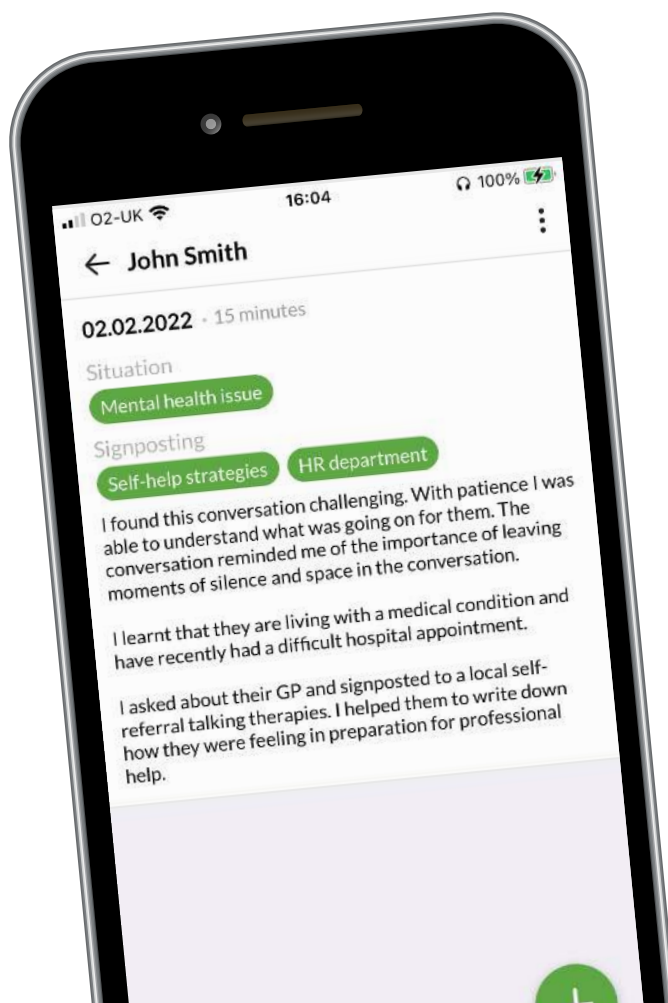 O2-UK 16:04 100%
John Smith
02.02.2022 • 15 minutes
Situation
Mental health issue
Signposting
Self-help strategies HR department
I found this conversation challenging. With patience I was
able to understand what was going on for them. The
conversation reminded me of the importance of leaving
moments of silence and space in the conversation.
I learnt that they are living with a medical condition and
have recently had a difficult hospital appointment.
I asked about their GP and signposted to a local self-
referral talking therapies. I helped them to write down
how they were feeling in preparation for professional
help.